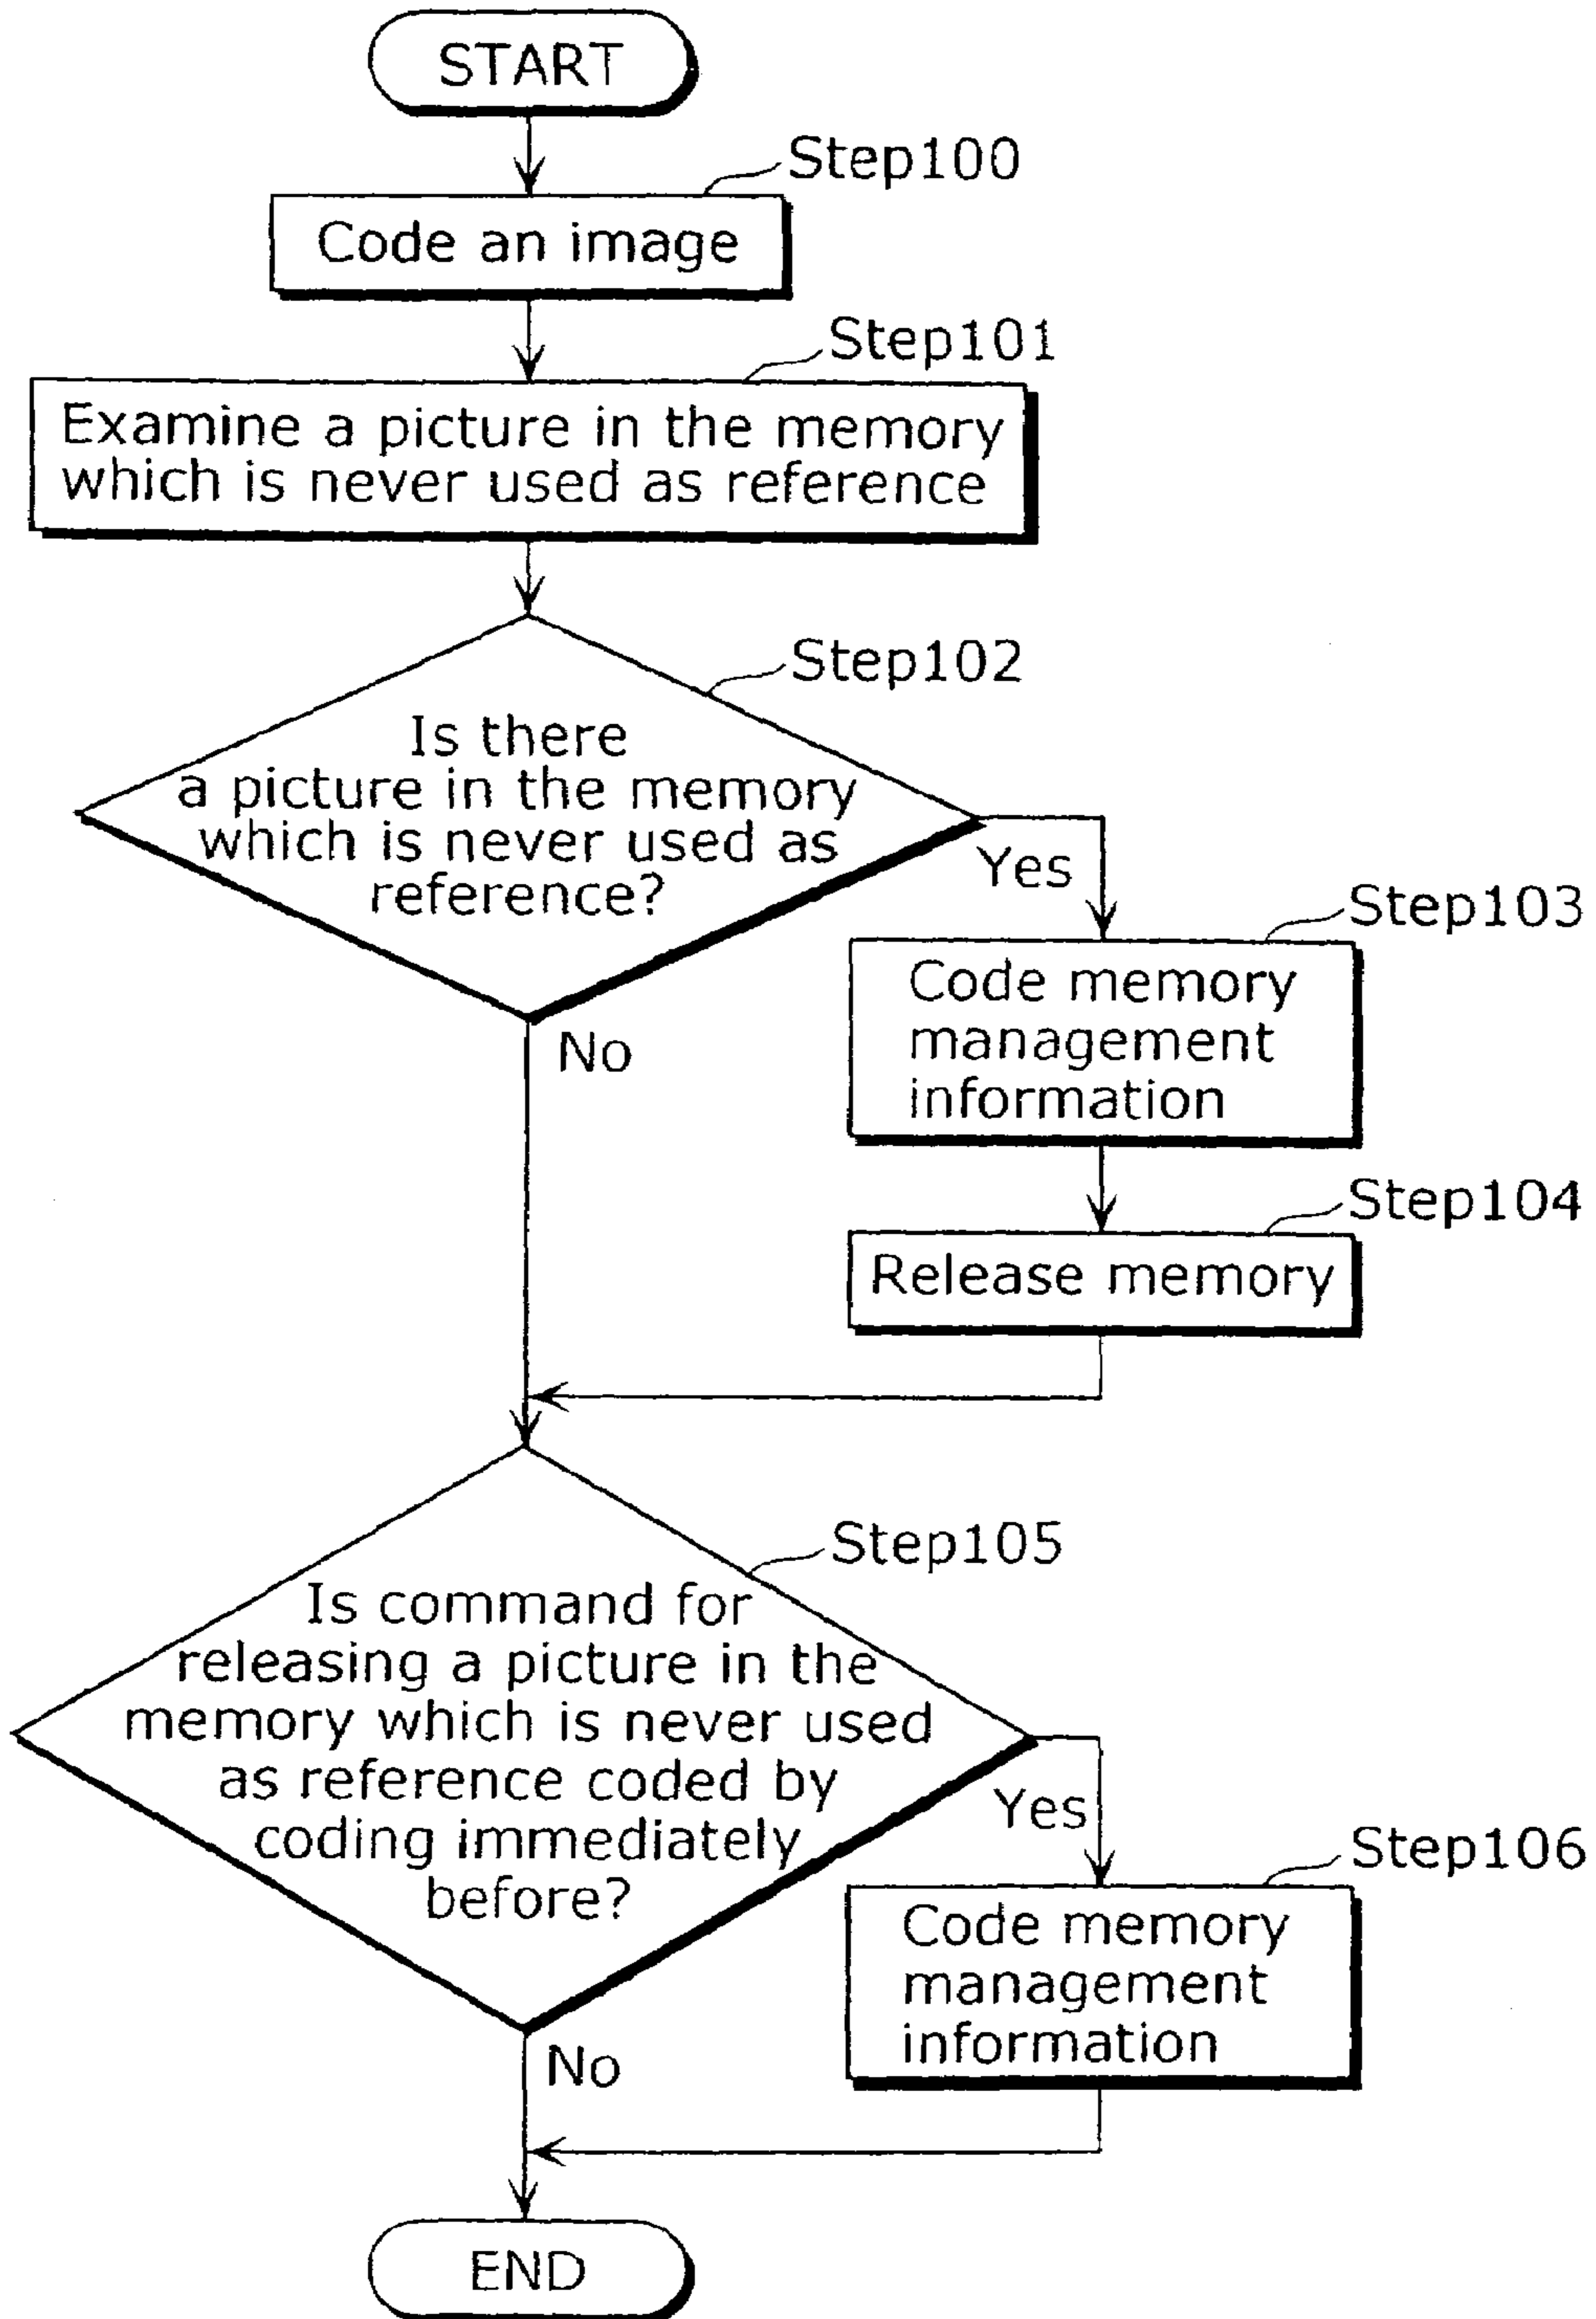 START
Step100
Code an image
Step101
Examine a picture in the memory
which is never used as reference
Step102
Is there
a picture in the memory
which is never used as
reference?
Yes
No
Step103
Code memory
management
information
Step104
Release memory
Step105
Is command for
releasing a picture in the
memory which is never used
as reference coded by
coding immediately
before?
Yes
No
Step106
Code memory
management
information
END